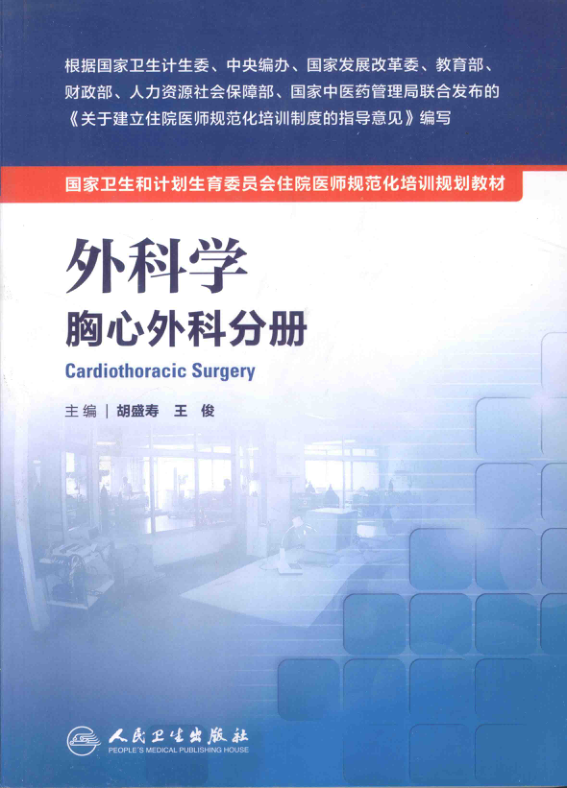 根据国家卫生计生委、中央编办、国家发展改革委、教育部、
财政部、人力资源社会保障部、国家中医药管理局联合发布的
《关于建立住院医师规范化培训制度的指导意见》编写
国家卫生和计划生育委员会住院医师规范化培训规划教材
外科学
胸心外科分册
Cardiothoracic Surgery
主编 | 胡盛寿 王 俊
人民卫生出版社
PEOPLE'S MEDICAL PUBLISHING HOUSE